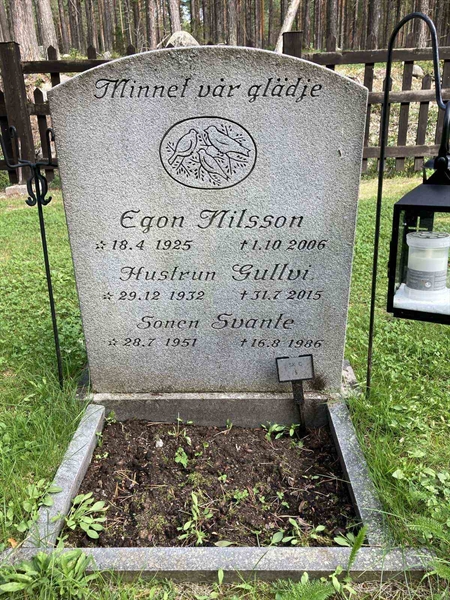 Minnet vår glädje
Egon Nilsson
☆ 18.4 1925 † 1.10 2006
Hustrun Gullvi
☆ 29.12 1932 † 31.7 2015
Sonen Svante
☆ 28.7 1951 † 16.8 1986